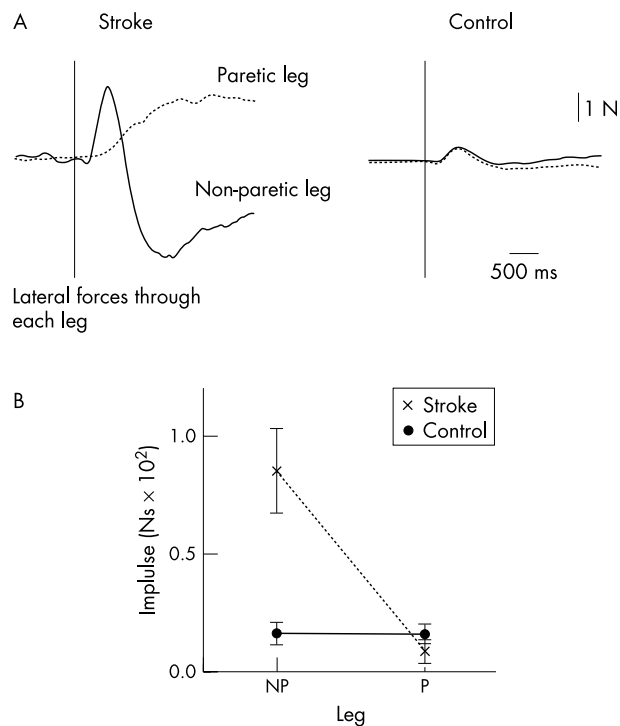 A
Stroke
Control
Paretic leg
1 N
Non-paretic leg
500 ms
Lateral forces through
each leg
B
Stroke
Control
1.0
0.5
0.0
Implulse (Ns × 10²)
NP
P
Leg